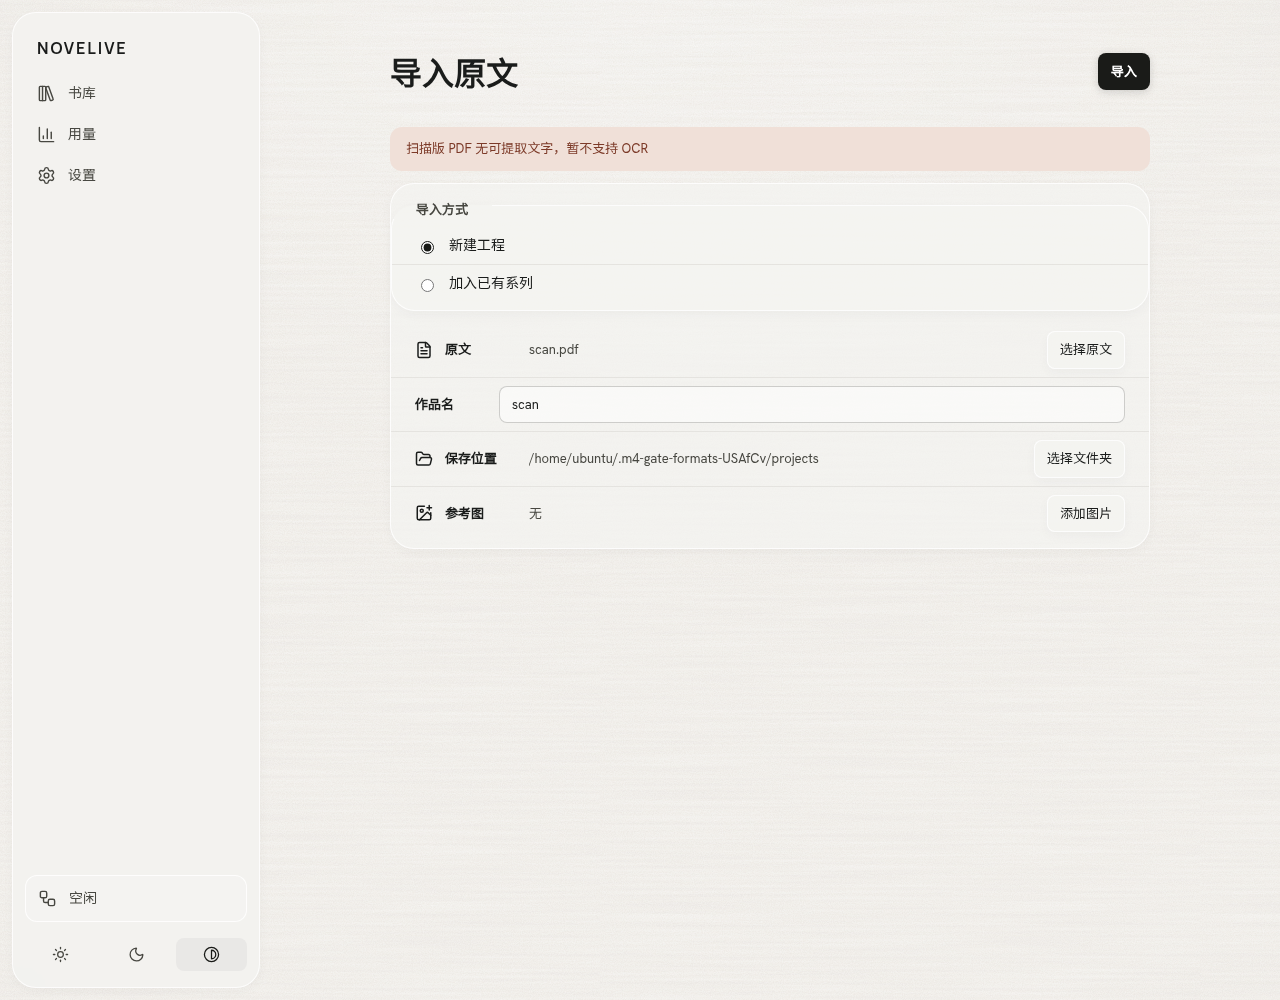 NOVELIVE
书库
用量
设置
空闲
导入原文
导入
扫描版 PDF 无可提取文字，暂不支持 OCR
导入方式
新建工程
加入已有系列
原文 scan.pdf 选择原文
作品名 scan
保存位置 /home/ubuntu/.m4-gate-formats-USAfCv/projects 选择文件夹
参考图 无 添加图片